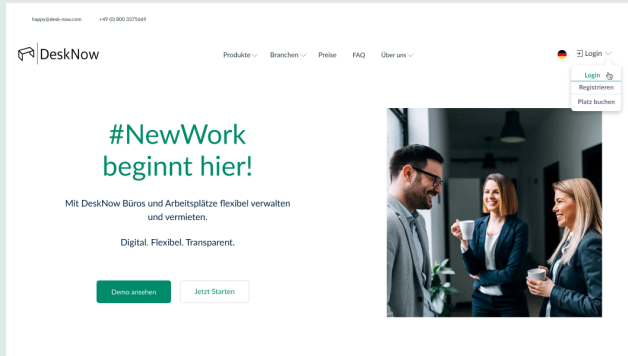 happy@desk-now.com +49 (0) 800 3375669
DeskNow Produkte Branchen Preise FAQ Über uns Login
Login
Registrieren
Platz buchen
#NewWork
beginnt hier!
Mit DeskNow Büros und Arbeitsplätze flexibel verwalten
und vermieten.
Digital. Flexibel. Transparent.
Demo ansehen Jetzt Starten